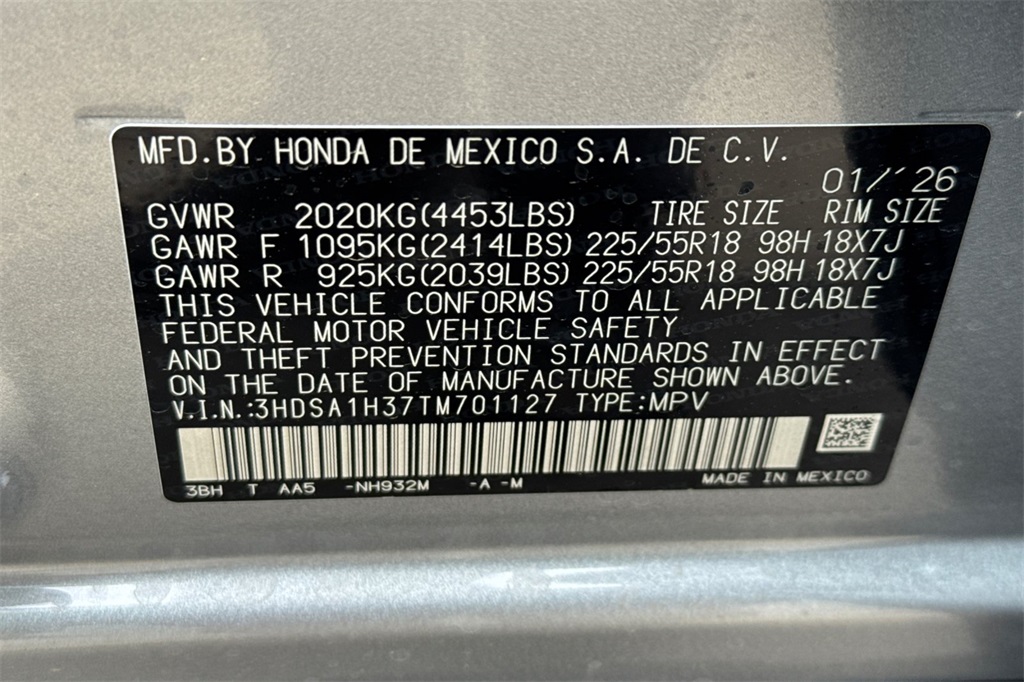 MFD.BY HONDA DE MEXICO S.A. DE C.V.
01/'26
GVWR 2020KG(4453LBS) TIRE SIZE RIM SIZE
GAWR F 1095KG(2414LBS) 225/55R18 98H 18X7J
GAWR R 925KG(2039LBS) 225/55R18 98H 18X7J
THIS VEHICLE CONFORMS TO ALL APPLICABLE
FEDERAL MOTOR VEHICLE SAFETY
AND THEFT PREVENTION STANDARDS IN EFFECT
ON THE DATE OF MANUFACTURE SHOWN ABOVE.
V.I.N.:3HDSA1H37TM701127 TYPE:MPV
3BH T AA5 -NH932M -A -M MADE IN MEXICO